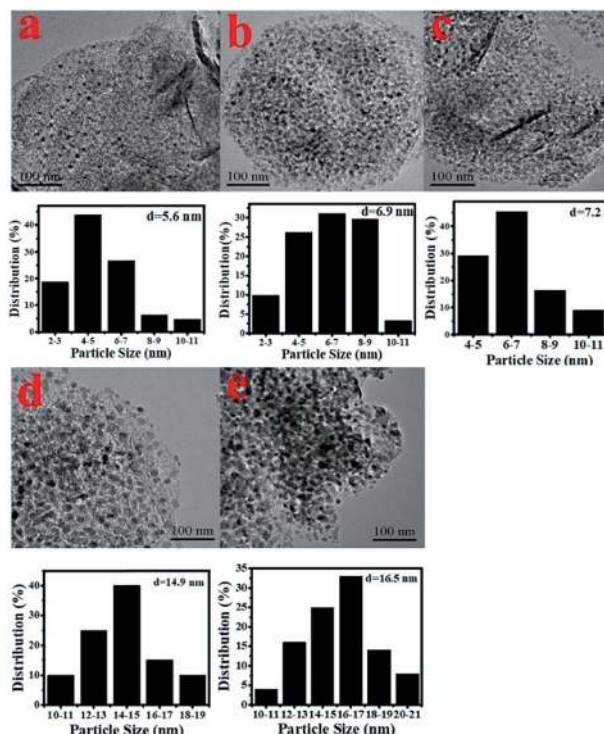 a b c
100 nm 100 nm 100 nm
d=5.6 nm
Distribution (%)
40
30
20
10
0
2-3 4-5 6-7 8-9 10-11
Particle Size (nm)
d=6.9 nm
Distribution(%)
30
25
20
15
10
5
0
2-3 4-5 6-7 8-9 10-11
Particle Size (nm)
d=7.2
Distribution (%)
50
40
30
20
10
0
4-5 6-7 8-9 10-11
Particle Size (nm)
d e
100 nm 100 nm
d=14.9 nm
Distribution (%)
40
30
20
10
0
10-11 12-13 14-15 16-17 18-19
Particle Size (nm)
d=16.5 nm
Distribution (%)
35
30
25
20
15
10
5
0
10-11 12-13 14-15 16-17 18-19 20-21
Particle Size (nm)